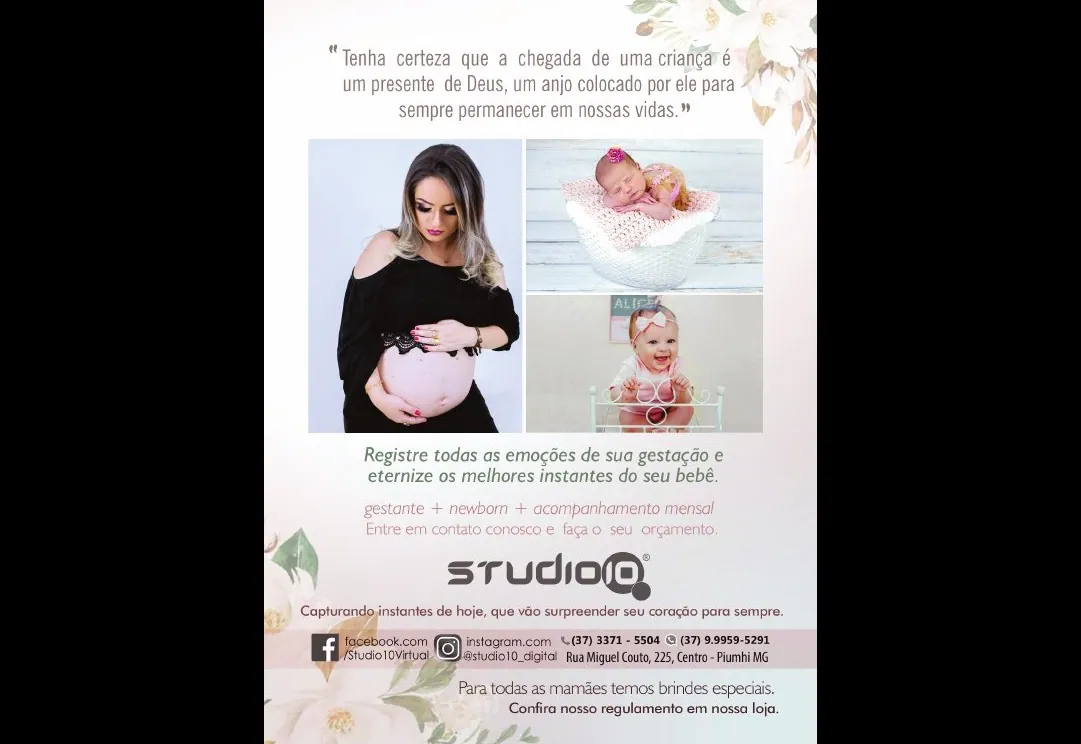 “Tenha certeza que a chegada de uma criança é
um presente de Deus, um anjo colocado por ele para
sempre permanecer em nossas vidas.”
ALICE
Registre todas as emoções de sua gestação e
eternize os melhores instantes do seu bebê.
gestante + newborn + acompanhamento mensal
Entre em contato conosco e faça o seu orçamento.
STUDIO10®
Capturando instantes de hoje, que vão surpreender seu coração para sempre.
facebook.com
/Studio10Virtual
instagram.com
@studio10_digital
(37) 3371 - 5504 (37) 9.9959-5291
Rua Miguel Couto, 225, Centro - Piumhi MG
Para todas as mamães temos brindes especiais.
Confira nosso regulamento em nossa loja.